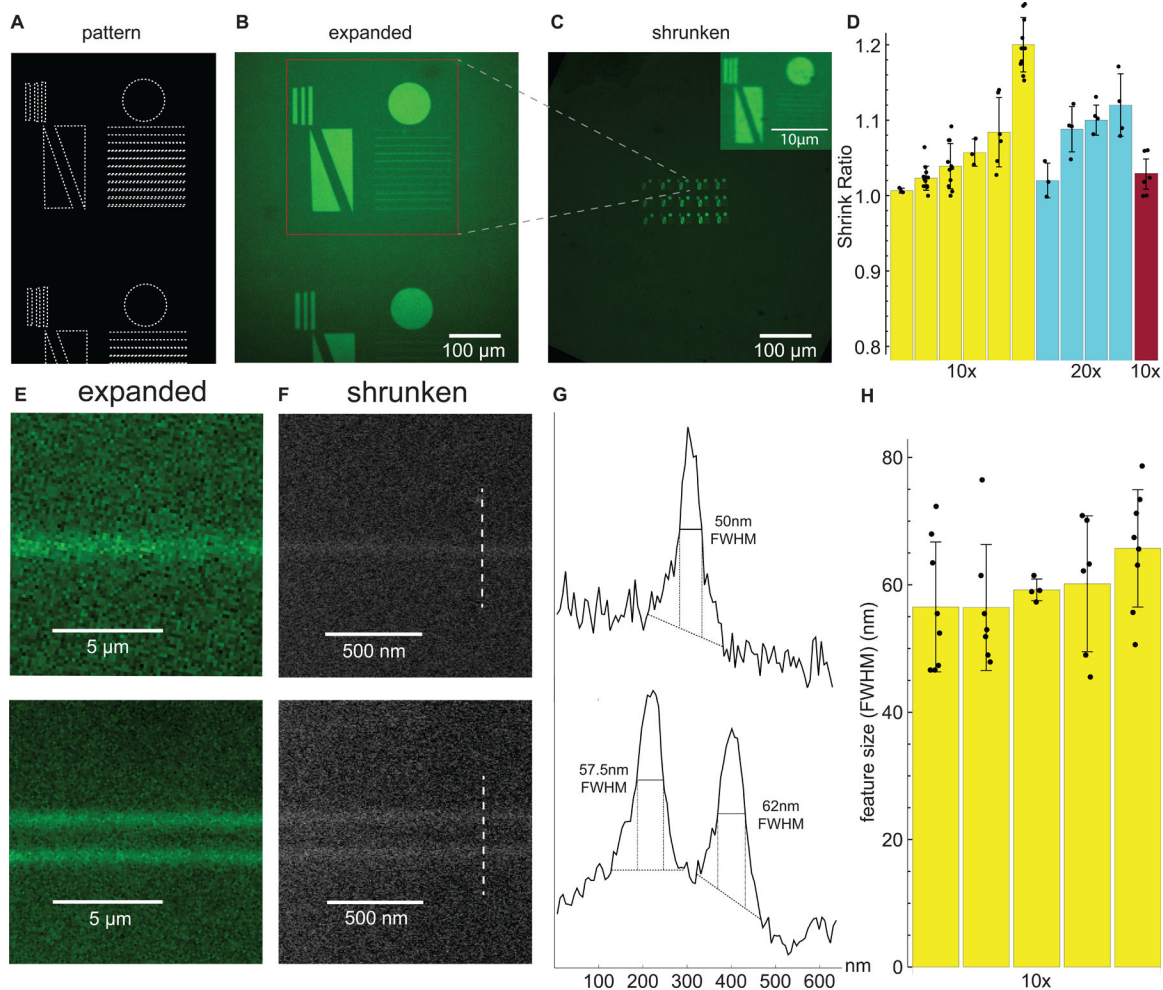 A
pattern
B
expanded
100 µm
C
shrunken
10µm
100 µm
D
Shrink Ratio
1.2
1.1
1.0
0.9
0.8
10x
20x
10x
E
expanded
5 µm
5 µm
F
shrunken
500 nm
500 nm
G
50nm
FWHM
57.5nm
FWHM
62nm
FWHM
100 200 300 400 500 600 nm
H
feature size (FWHM) (nm)
80
60
40
20
0
10x